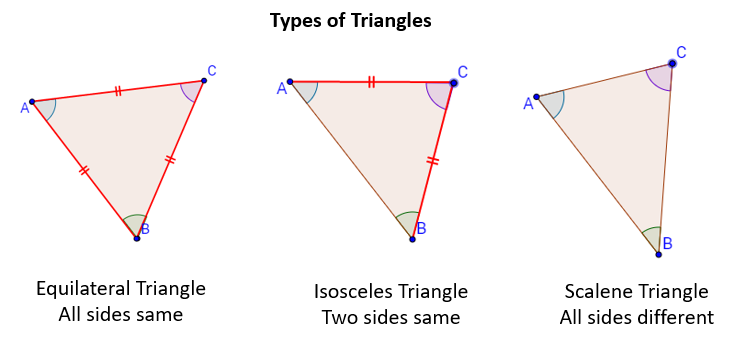 Types of Triangles
A
C
B
A
C
B
A
C
B
Equilateral Triangle
All sides same
Isosceles Triangle
Two sides same
Scalene Triangle
All sides different